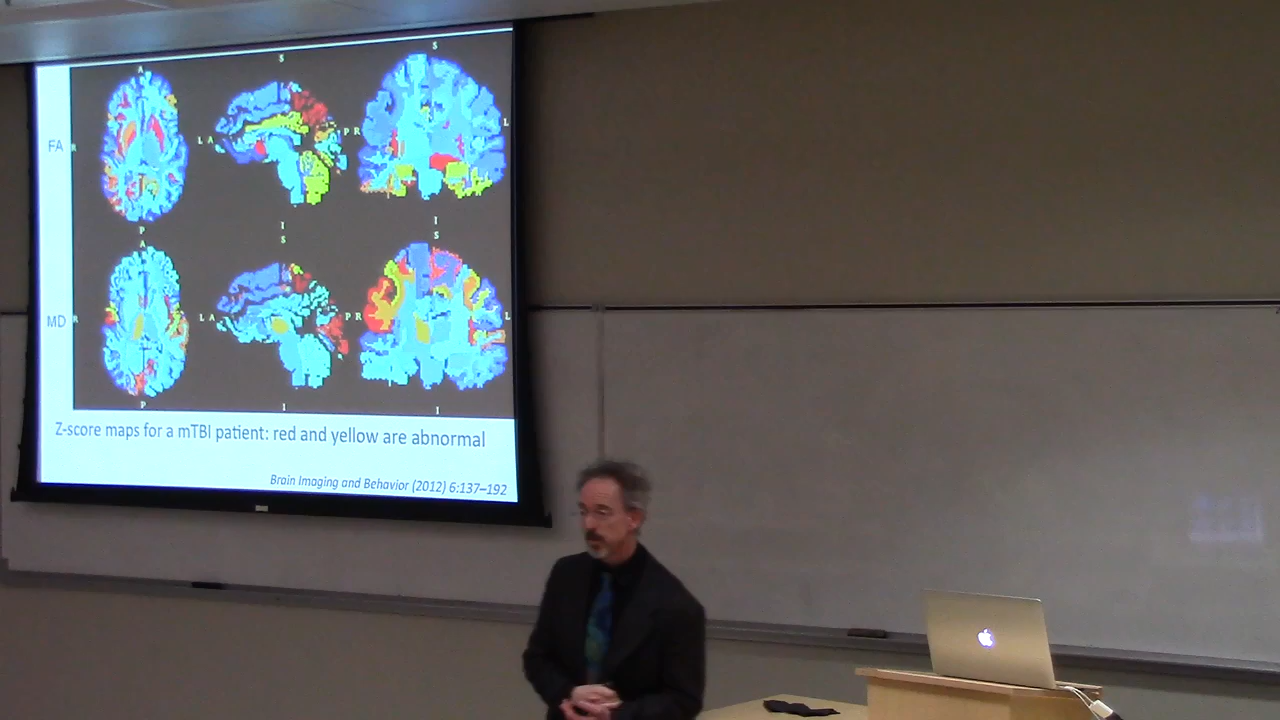 A S S
FA R L A P R L
P I I
A S S
MD R L A P R L
P I I
Z-score maps for a mTBI patient: red and yellow are abnormal
Brain Imaging and Behavior (2012) 6:137–192